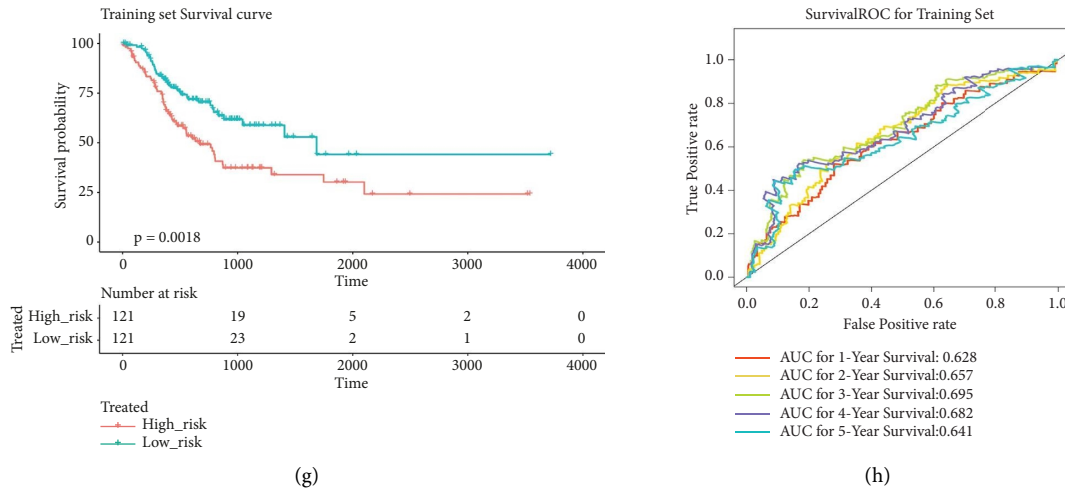 Training set Survival curve
100
75
50
25
0
Survival probability
p = 0.0018
0 1000 2000 3000 4000
Time
Number at risk
Treated
High_risk 121 19 5 2 0
Low_risk 121 23 2 1 0
0 1000 2000 3000 4000
Time
Treated
High_risk
Low_risk
(g)
SurvivalROC for Training Set
1.0
0.8
0.6
0.4
0.2
0.0
True Positive rate
0.0 0.2 0.4 0.6 0.8 1.0
False Positive rate
AUC for 1-Year Survival: 0.628
AUC for 2-Year Survival:0.657
AUC for 3-Year Survival:0.695
AUC for 4-Year Survival:0.682
AUC for 5-Year Survival:0.641
(h)